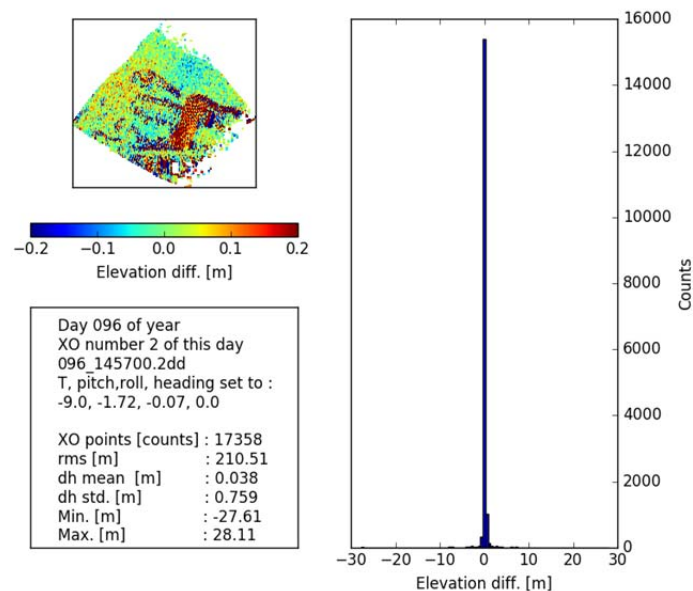 −0.2 −0.1 0.0 0.1 0.2
Elevation diff. [m]
Day 096 of year
XO number 2 of this day
096_145700.2dd
T, pitch,roll, heading set to :
-9.0, -1.72, -0.07, 0.0
XO points [counts] : 17358
rms [m] : 210.51
dh mean [m] : 0.038
dh std. [m] : 0.759
Min. [m] : -27.61
Max. [m] : 28.11
16000
14000
12000
10000
8000
6000
4000
2000
0
Counts
−30 −20 −10 0 10 20 30
Elevation diff. [m]